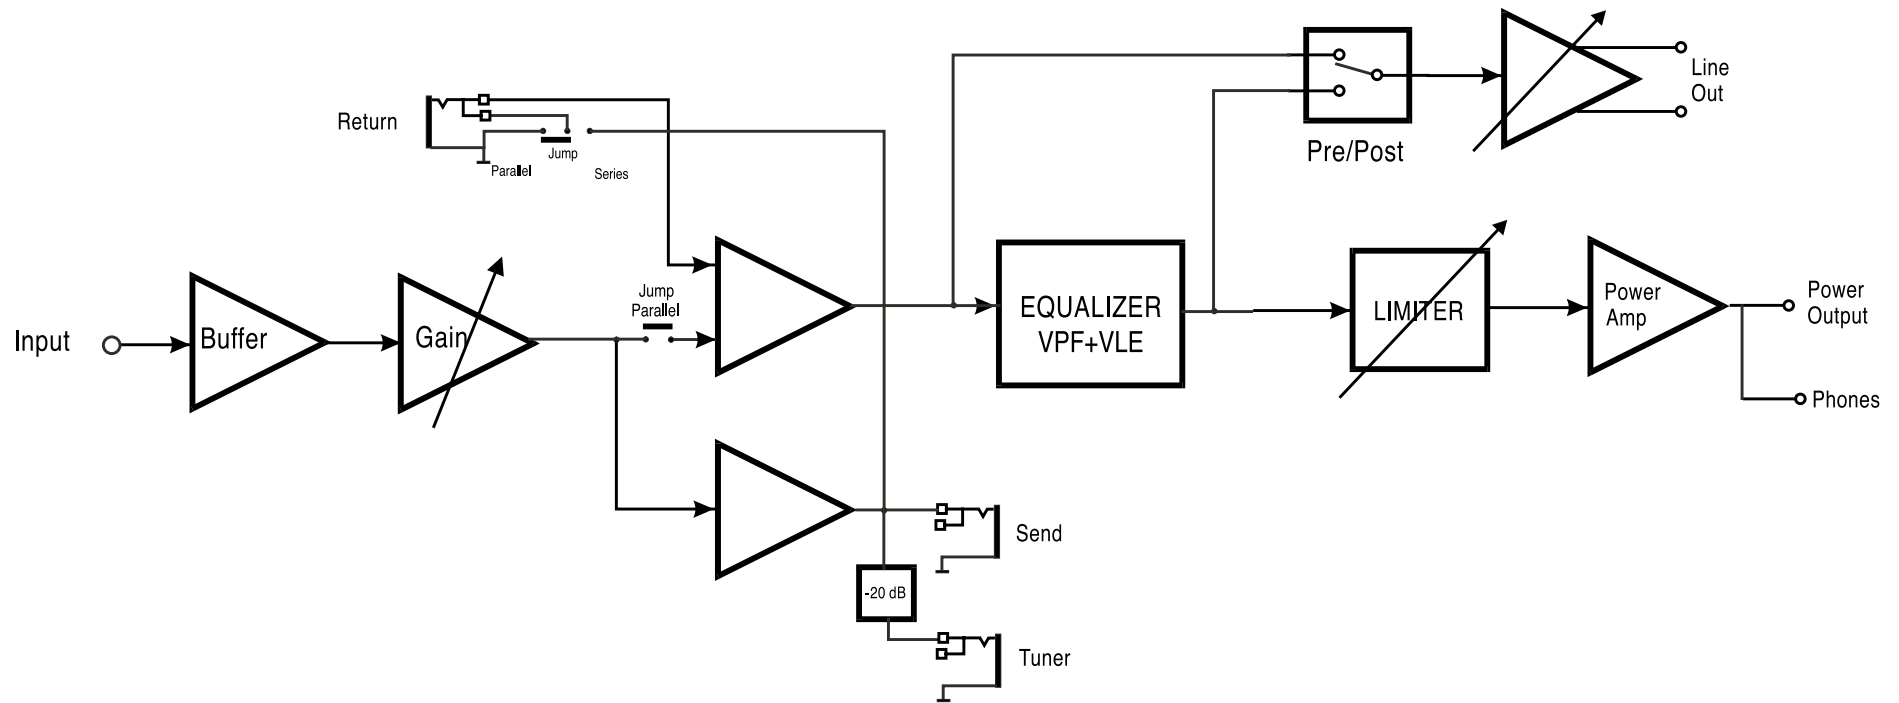 Line
Out
Return
Jump
Parallel
Series
Pre/Post
Jump
Parallel
Input
Buffer
Gain
EQUALIZER
VPF+VLE
LIMITER
Power
Amp
Power
Output
Phones
Send
-20 dB
Tuner